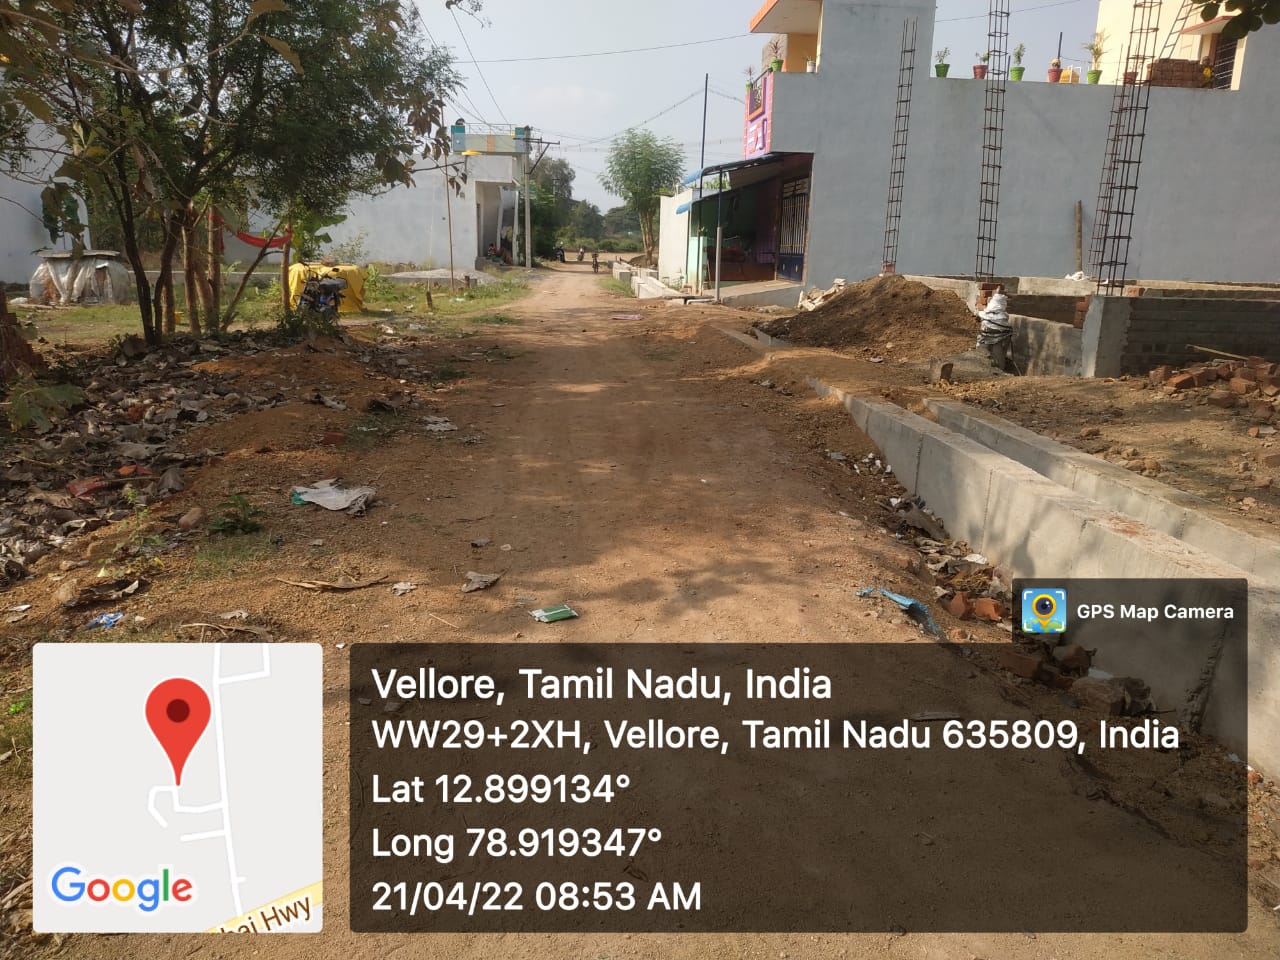 GPS Map Camera
Vellore, Tamil Nadu, India
WW29+2XH, Vellore, Tamil Nadu 635809, India
Lat 12.899134°
Long 78.919347°
21/04/22 08:53 AM
Google
Hwy